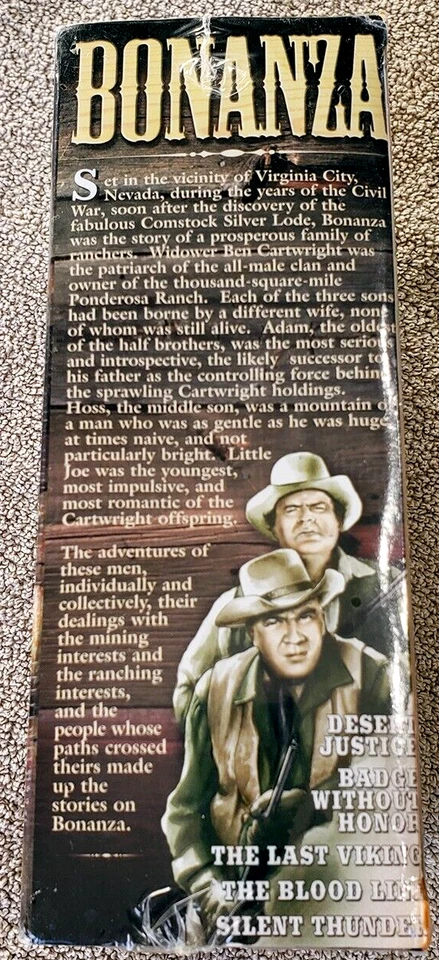 BONANZA
Set in the vicinity of Virginia City,
Nevada, during the years of the Civil
War, soon after the discovery of the
fabulous Comstock Silver Lode, Bonanza
was the story of a prosperous family of
ranchers. Widower Ben Cartwright was
the patriarch of the all-male clan and
owner of the thousand-square-mile
Ponderosa Ranch. Each of the three sons
had been borne by a different wife, none
of whom was still alive. Adam, the oldest
of the half brothers, was the most serious
and introspective, the likely successor to
his father as the controlling force behind
the sprawling Cartwright holdings.
Hoss, the middle son, was a mountain of
a man who was as gentle as he was huge,
at times naive, and not
particularly bright. Little
Joe was the youngest,
most impulsive, and
most romantic of the
Cartwright offspring.
The adventures of
these men,
individually and
collectively, their
dealings with
the mining
interests and
the ranching
interests,
and the
people whose
paths crossed
theirs made
up the
stories on
Bonanza.
DESERT
JUSTICE
BADGE
WITHOUT
HONOR
THE LAST VIKING
THE BLOOD LINE
SILENT THUNDER